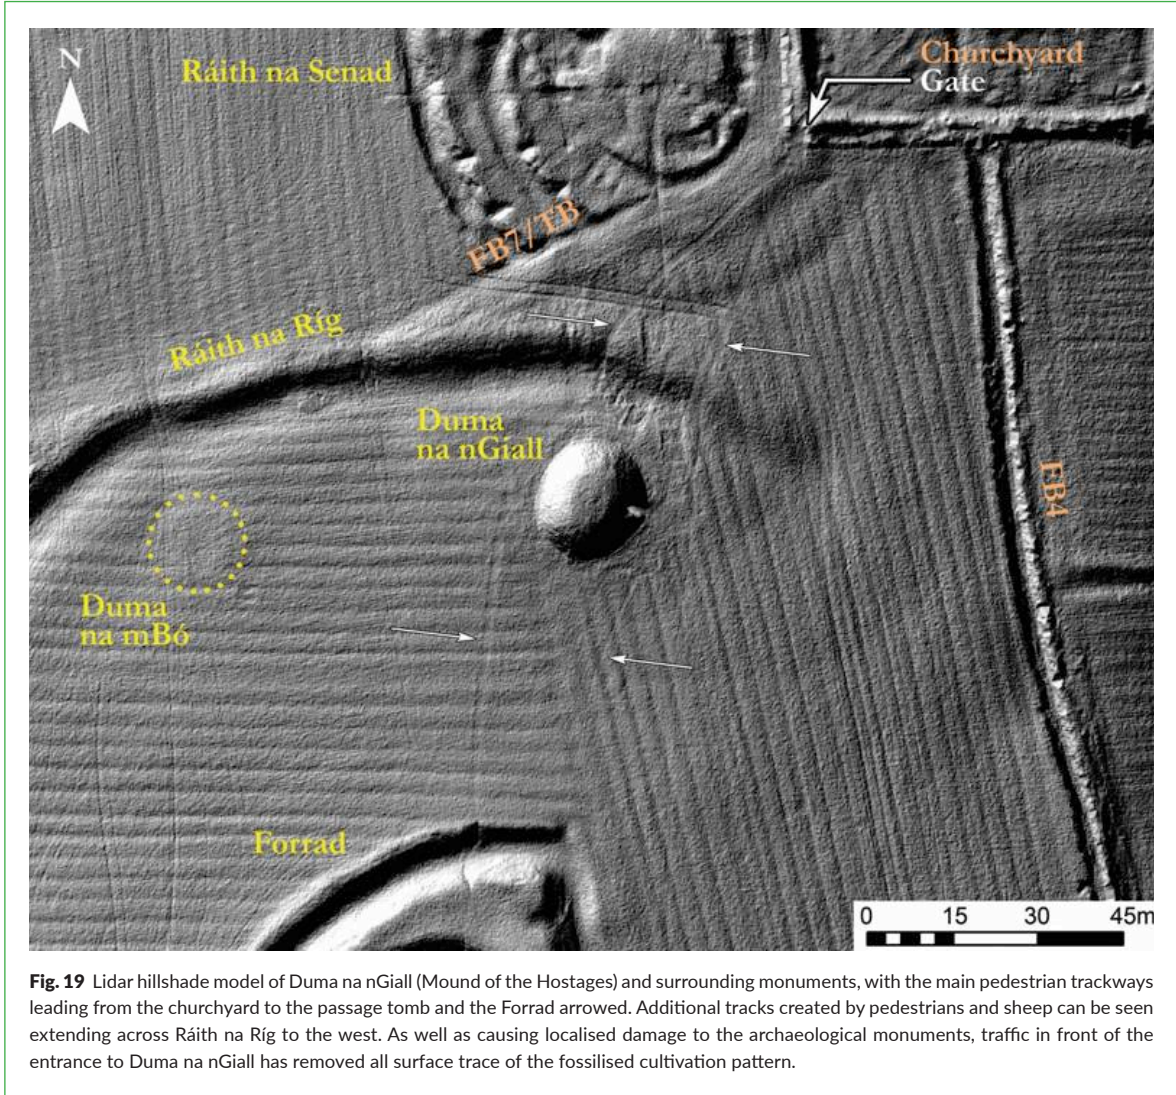 N
Ráith na Senad
Churchyard
Gate
FB7/TB
Ráith na Ríg
Duma
na nGiall
FB4
Duma
na mBó
Forrad
0 15 30 45m
Fig. 19 Lidar hillshade model of Duma na nGiall (Mound of the Hostages) and surrounding monuments, with the main pedestrian trackways
leading from the churchyard to the passage tomb and the Forrad arrowed. Additional tracks created by pedestrians and sheep can be seen
extending across Ráith na Ríg to the west. As well as causing localised damage to the archaeological monuments, traffic in front of the
entrance to Duma na nGiall has removed all surface trace of the fossilised cultivation pattern.